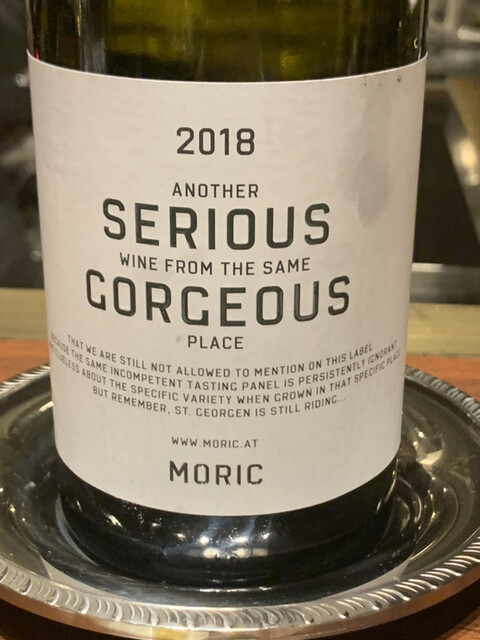 2018
ANOTHER
SERIOUS
WINE FROM THE SAME
GORGEOUS
PLACE
THAT WE ARE STILL NOT ALLOWED TO MENTION ON THIS LABEL
BECAUSE THE SAME INCOMPETENT TASTING PANEL IS PERSISTENTLY IGNORANT
ABOUT THE SPECIFIC VARIETY WHEN GROWN IN THAT SPECIFIC PLACE
BUT REMEMBER, ST. GEORGEN IS STILL RIDING...
WWW.MORIC.AT
MORIC